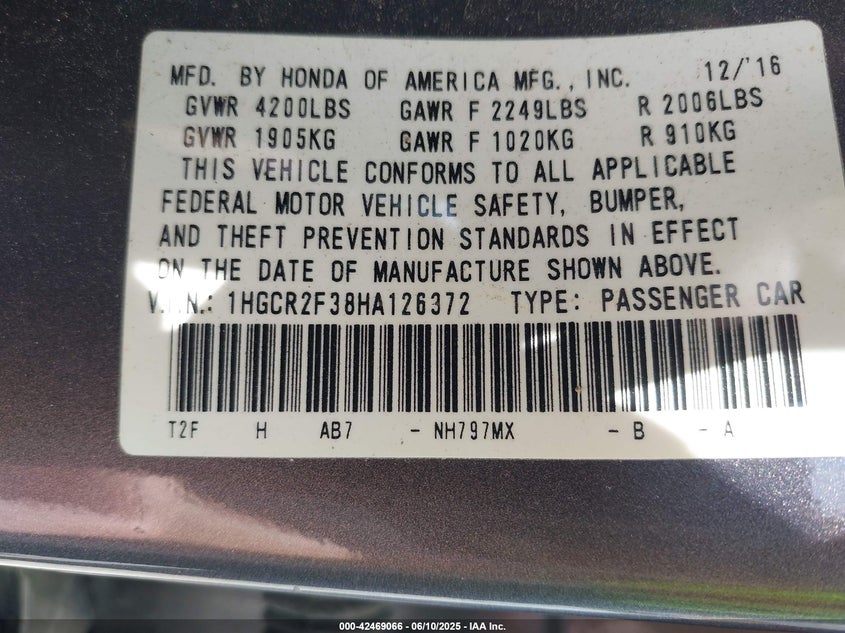 MFD. BY HONDA OF AMERICA MFG., INC. 12/'16
GVWR 4200LBS GAWR F 2249LBS R 2006LBS
GVWR 1905KG GAWR F 1020KG R 910KG
THIS VEHICLE CONFORMS TO ALL APPLICABLE
FEDERAL MOTOR VEHICLE SAFETY, BUMPER,
AND THEFT PREVENTION STANDARDS IN EFFECT
ON THE DATE OF MANUFACTURE SHOWN ABOVE.
V.I.N.: 1HGCR2F38HA126372 TYPE: PASSENGER CAR
T2F H AB7 - NH797MX - B - A
000-42469066 - 06/10/2025 - IAA Inc.